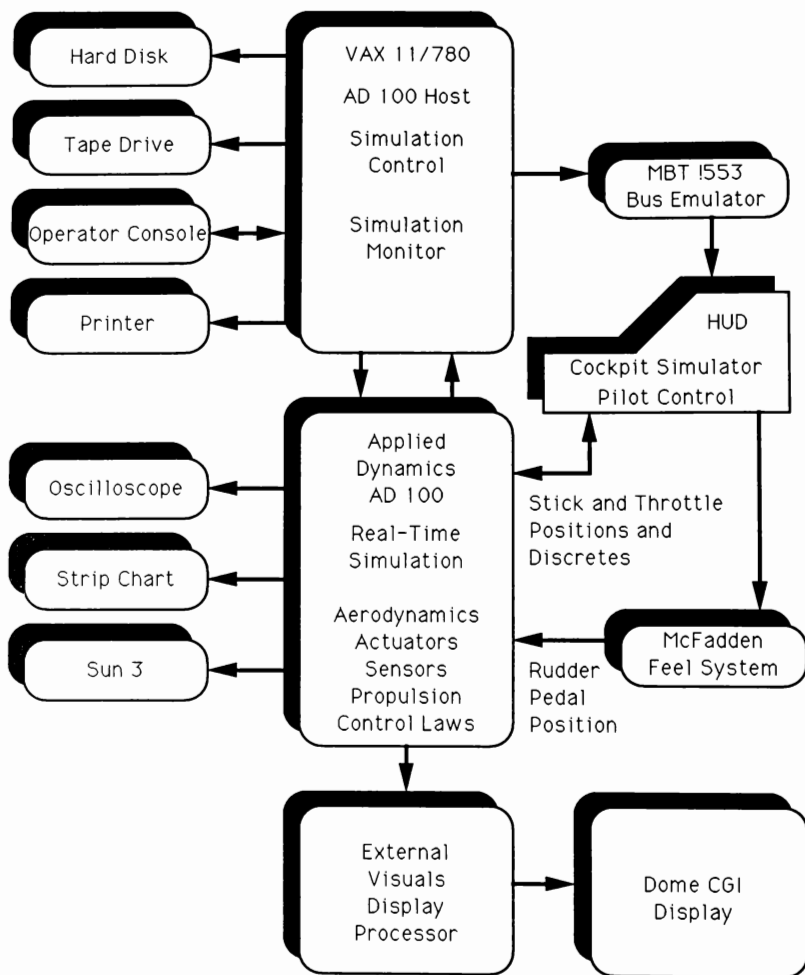 Hard Disk
Tape Drive
Operator Console
Printer
VAX 11/780
AD 100 Host
Simulation
Control
Simulation
Monitor
MBT !553
Bus Emulator
HUD
Cockpit Simulator
Pilot Control
Oscilloscope
Strip Chart
Sun 3
Applied
Dynamics
AD 100
Real-Time
Simulation
Aerodynamics
Actuators
Sensors
Propulsion
Control Laws
Stick and Throttle
Positions and
Discretes
Rudder
Pedal
Position
McFadden
Feel System
External
Visuals
Display
Processor
Dome CGI
Display